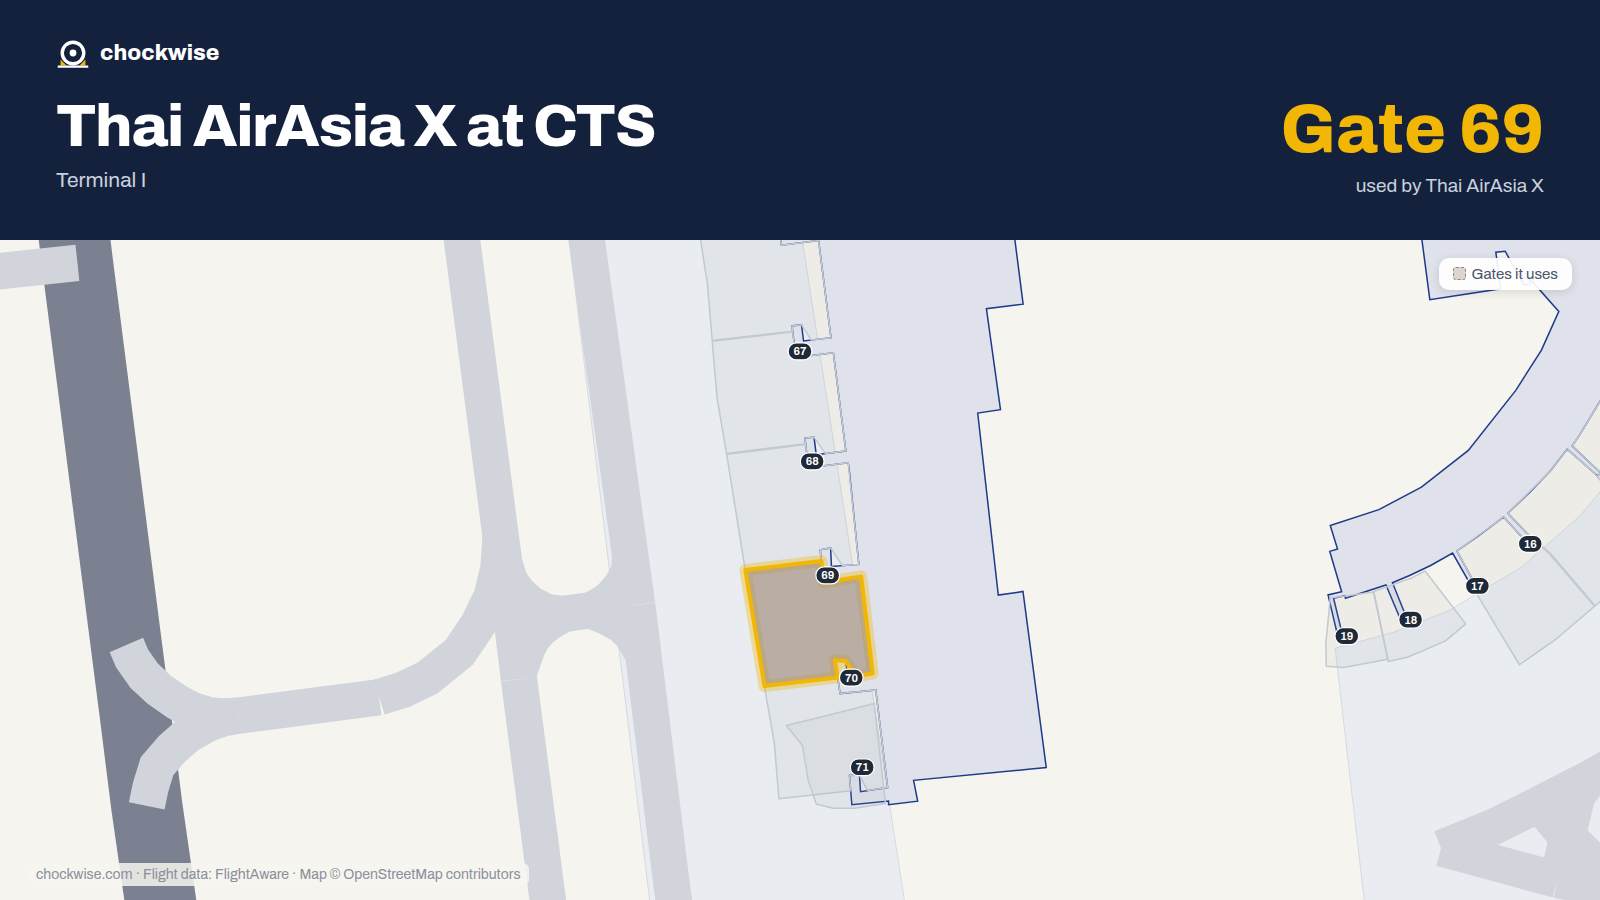 chockwise
Thai AirAsia X at CTS
Terminal I
Gate 69
used by Thai AirAsia X
Gates it uses
67
68
69
70
71
16
17
18
19
chockwise.com · Flight data: FlightAware · Map © OpenStreetMap contributors